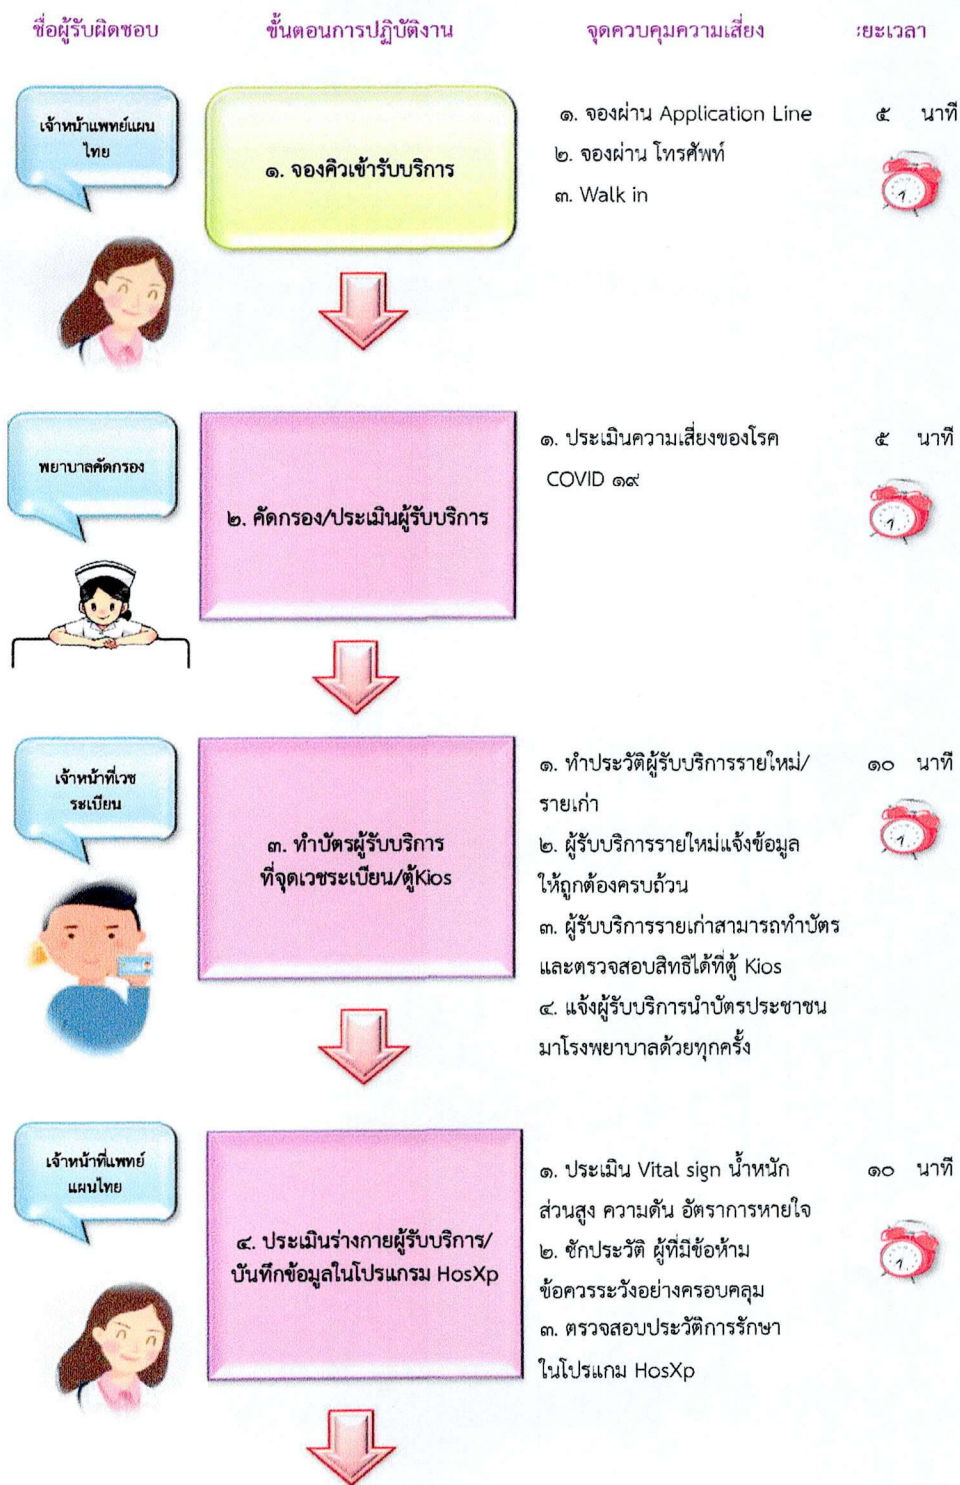 ชื่อผู้รับผิดชอบ ขั้นตอนการปฏิบัติงาน จุดควบคุมความเสี่ยง ะยะเวลา
เจ้าหน้าแพทย์แผน
ไทย
๑. จองคิวเข้ารับบริการ
๑. จองผ่าน Application Line
๒. จองผ่าน โทรศัพท์
๓. Walk in
๕ นาที
พยาบาลคัดกรอง
๒. คัดกรอง/ประเมินผู้รับบริการ
๑. ประเมินความเสี่ยงของโรค
COVID ๑๙
๕ นาที
เจ้าหน้าที่เวช
ระเบียน
๓. ทำบัตรผู้รับบริการ
ที่จุดเวชระเบียน/ตู้Kios
๑. ทำประวัติผู้รับบริการรายใหม่/
รายเก่า
๒. ผู้รับบริการรายใหม่แจ้งข้อมูล
ให้ถูกต้องครบถ้วน
๓. ผู้รับบริการรายเก่าสามารถทำบัตร
และตรวจสอบสิทธิได้ที่ตู้ Kios
๔. แจ้งผู้รับบริการนำบัตรประชาชน
มาโรงพยาบาลด้วยทุกครั้ง
๑๐ นาที
เจ้าหน้าที่แพทย์
แผนไทย
๔. ประเมินร่างกายผู้รับบริการ/
บันทึกข้อมูลในโปรแกรม HosXp
๑. ประเมิน Vital sign น้ำหนัก
ส่วนสูง ความดัน อัตราการหายใจ
๒. ซักประวัติ ผู้ที่มีข้อห้าม
ข้อควรระวังอย่างครอบคลุม
๓. ตรวจสอบประวัติการรักษา
ในโปรแกม HosXp
๑๐ นาที